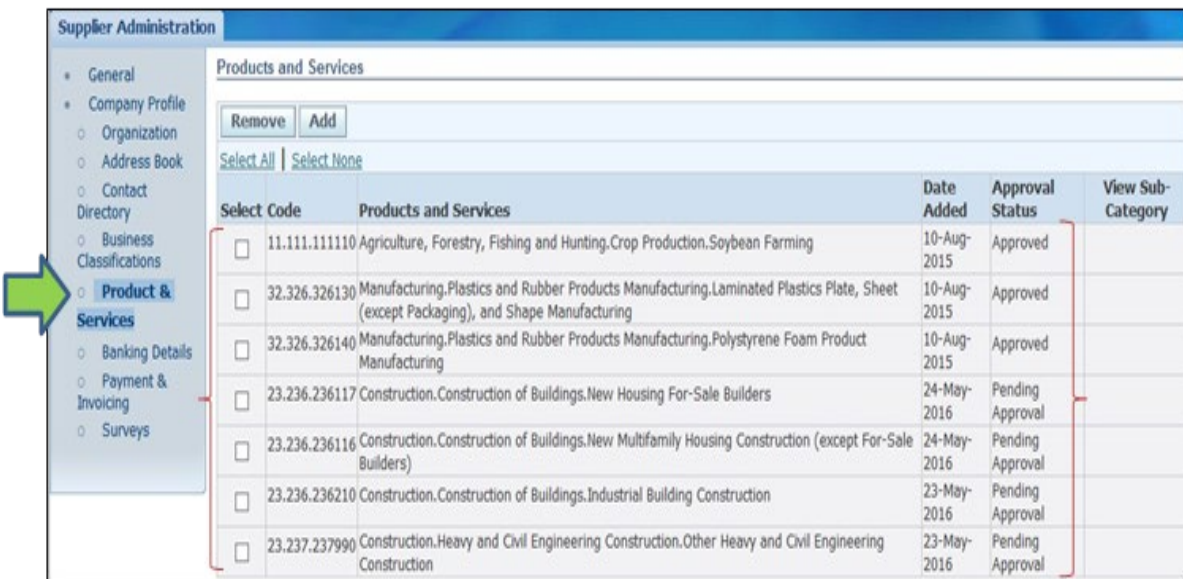 Supplier Administration
General
Company Profile
Organization
Address Book
Contact
Directory
Business
Classifications
Product &
Services
Banking Details
Payment &
Invoicing
Surveys
Products and Services
Remove Add
Select All | Select None
Select Code Products and Services Date Added Approval Status View Sub-Category
11.111.111110 Agriculture, Forestry, Fishing and Hunting.Crop Production.Soybean Farming 10-Aug-2015 Approved
32.326.326130 Manufacturing.Plastics and Rubber Products Manufacturing.Laminated Plastics Plate, Sheet
(except Packaging), and Shape Manufacturing 10-Aug-2015 Approved
32.326.326140 Manufacturing.Plastics and Rubber Products Manufacturing.Polystyrene Foam Product
Manufacturing 10-Aug-2015 Approved
23.236.236117 Construction.Construction of Buildings.New Housing For-Sale Builders 24-May-2016 Pending Approval
23.236.236116 Construction.Construction of Buildings.New Multifamily Housing Construction (except For-Sale
Builders) 24-May-2016 Pending Approval
23.236.236210 Construction.Construction of Buildings.Industrial Building Construction 23-May-2016 Pending Approval
23.237.237990 Construction.Heavy and Civil Engineering Construction.Other Heavy and Civil Engineering
Construction 23-May-2016 Pending Approval